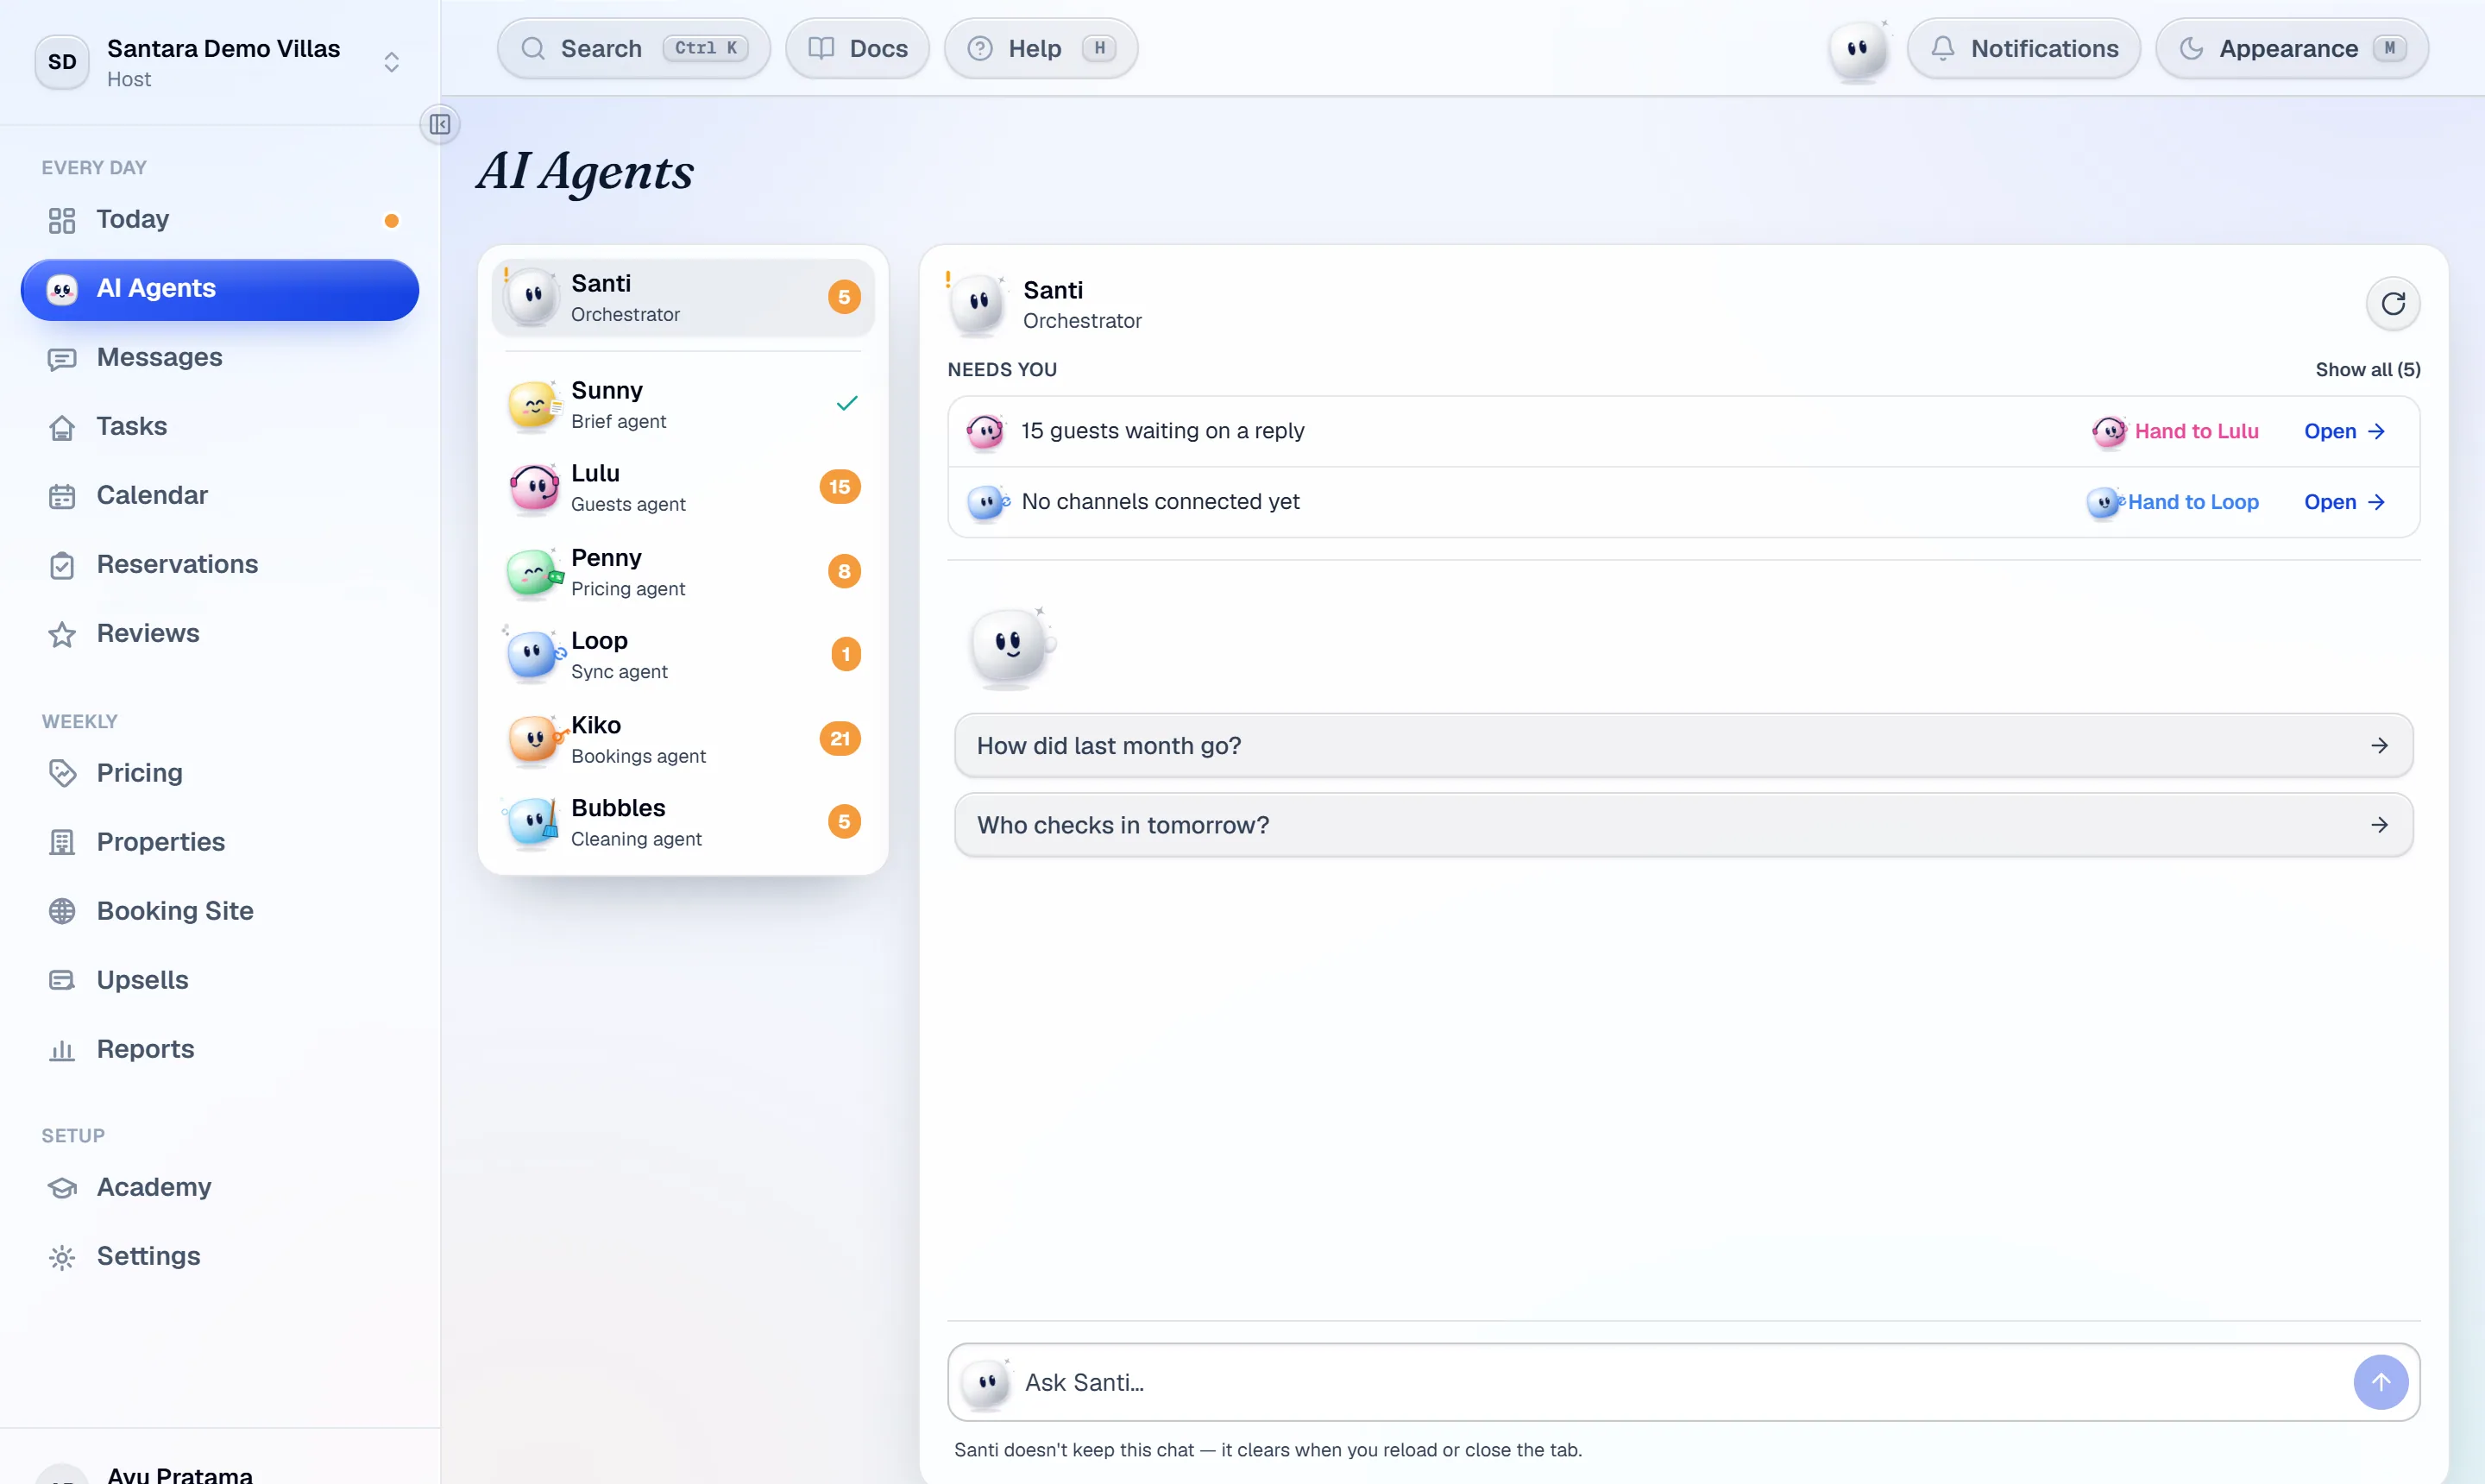 SD
Santara Demo Villas
Host
Search
Ctrl K
Docs
Help
H
Notifications
Appearance
M
EVERY DAY
Today
AI Agents
Messages
Tasks
Calendar
Reservations
Reviews
WEEKLY
Pricing
Properties
Booking Site
Upsells
Reports
SETUP
Academy
Settings
Ayu Pratama
AI Agents
Santi
Orchestrator
5
Sunny
Brief agent
Lulu
Guests agent
15
Penny
Pricing agent
8
Loop
Sync agent
1
Kiko
Bookings agent
21
Bubbles
Cleaning agent
5
Santi
Orchestrator
NEEDS YOU
Show all (5)
15 guests waiting on a reply
Hand to Lulu
Open
No channels connected yet
Hand to Loop
Open
How did last month go?
Who checks in tomorrow?
Ask Santi...
Santi doesn't keep this chat — it clears when you reload or close the tab.